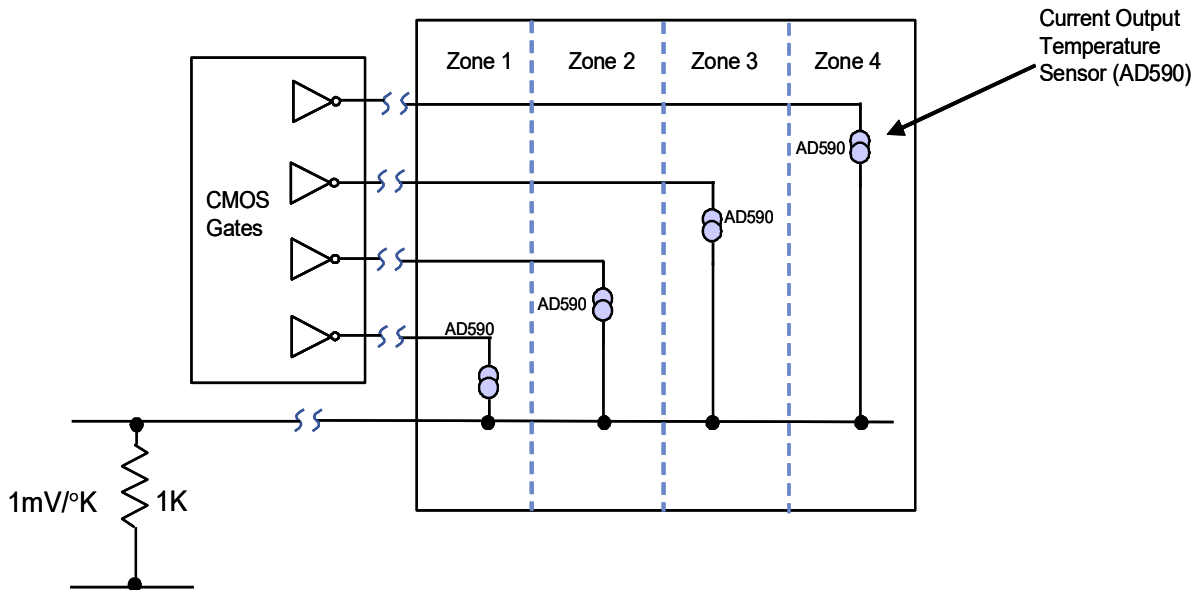 Current Output
Temperature
Sensor (AD590)
Zone 1
Zone 2
Zone 3
Zone 4
AD590
CMOS
Gates
AD590
AD590
AD590
1mV/°K
1K